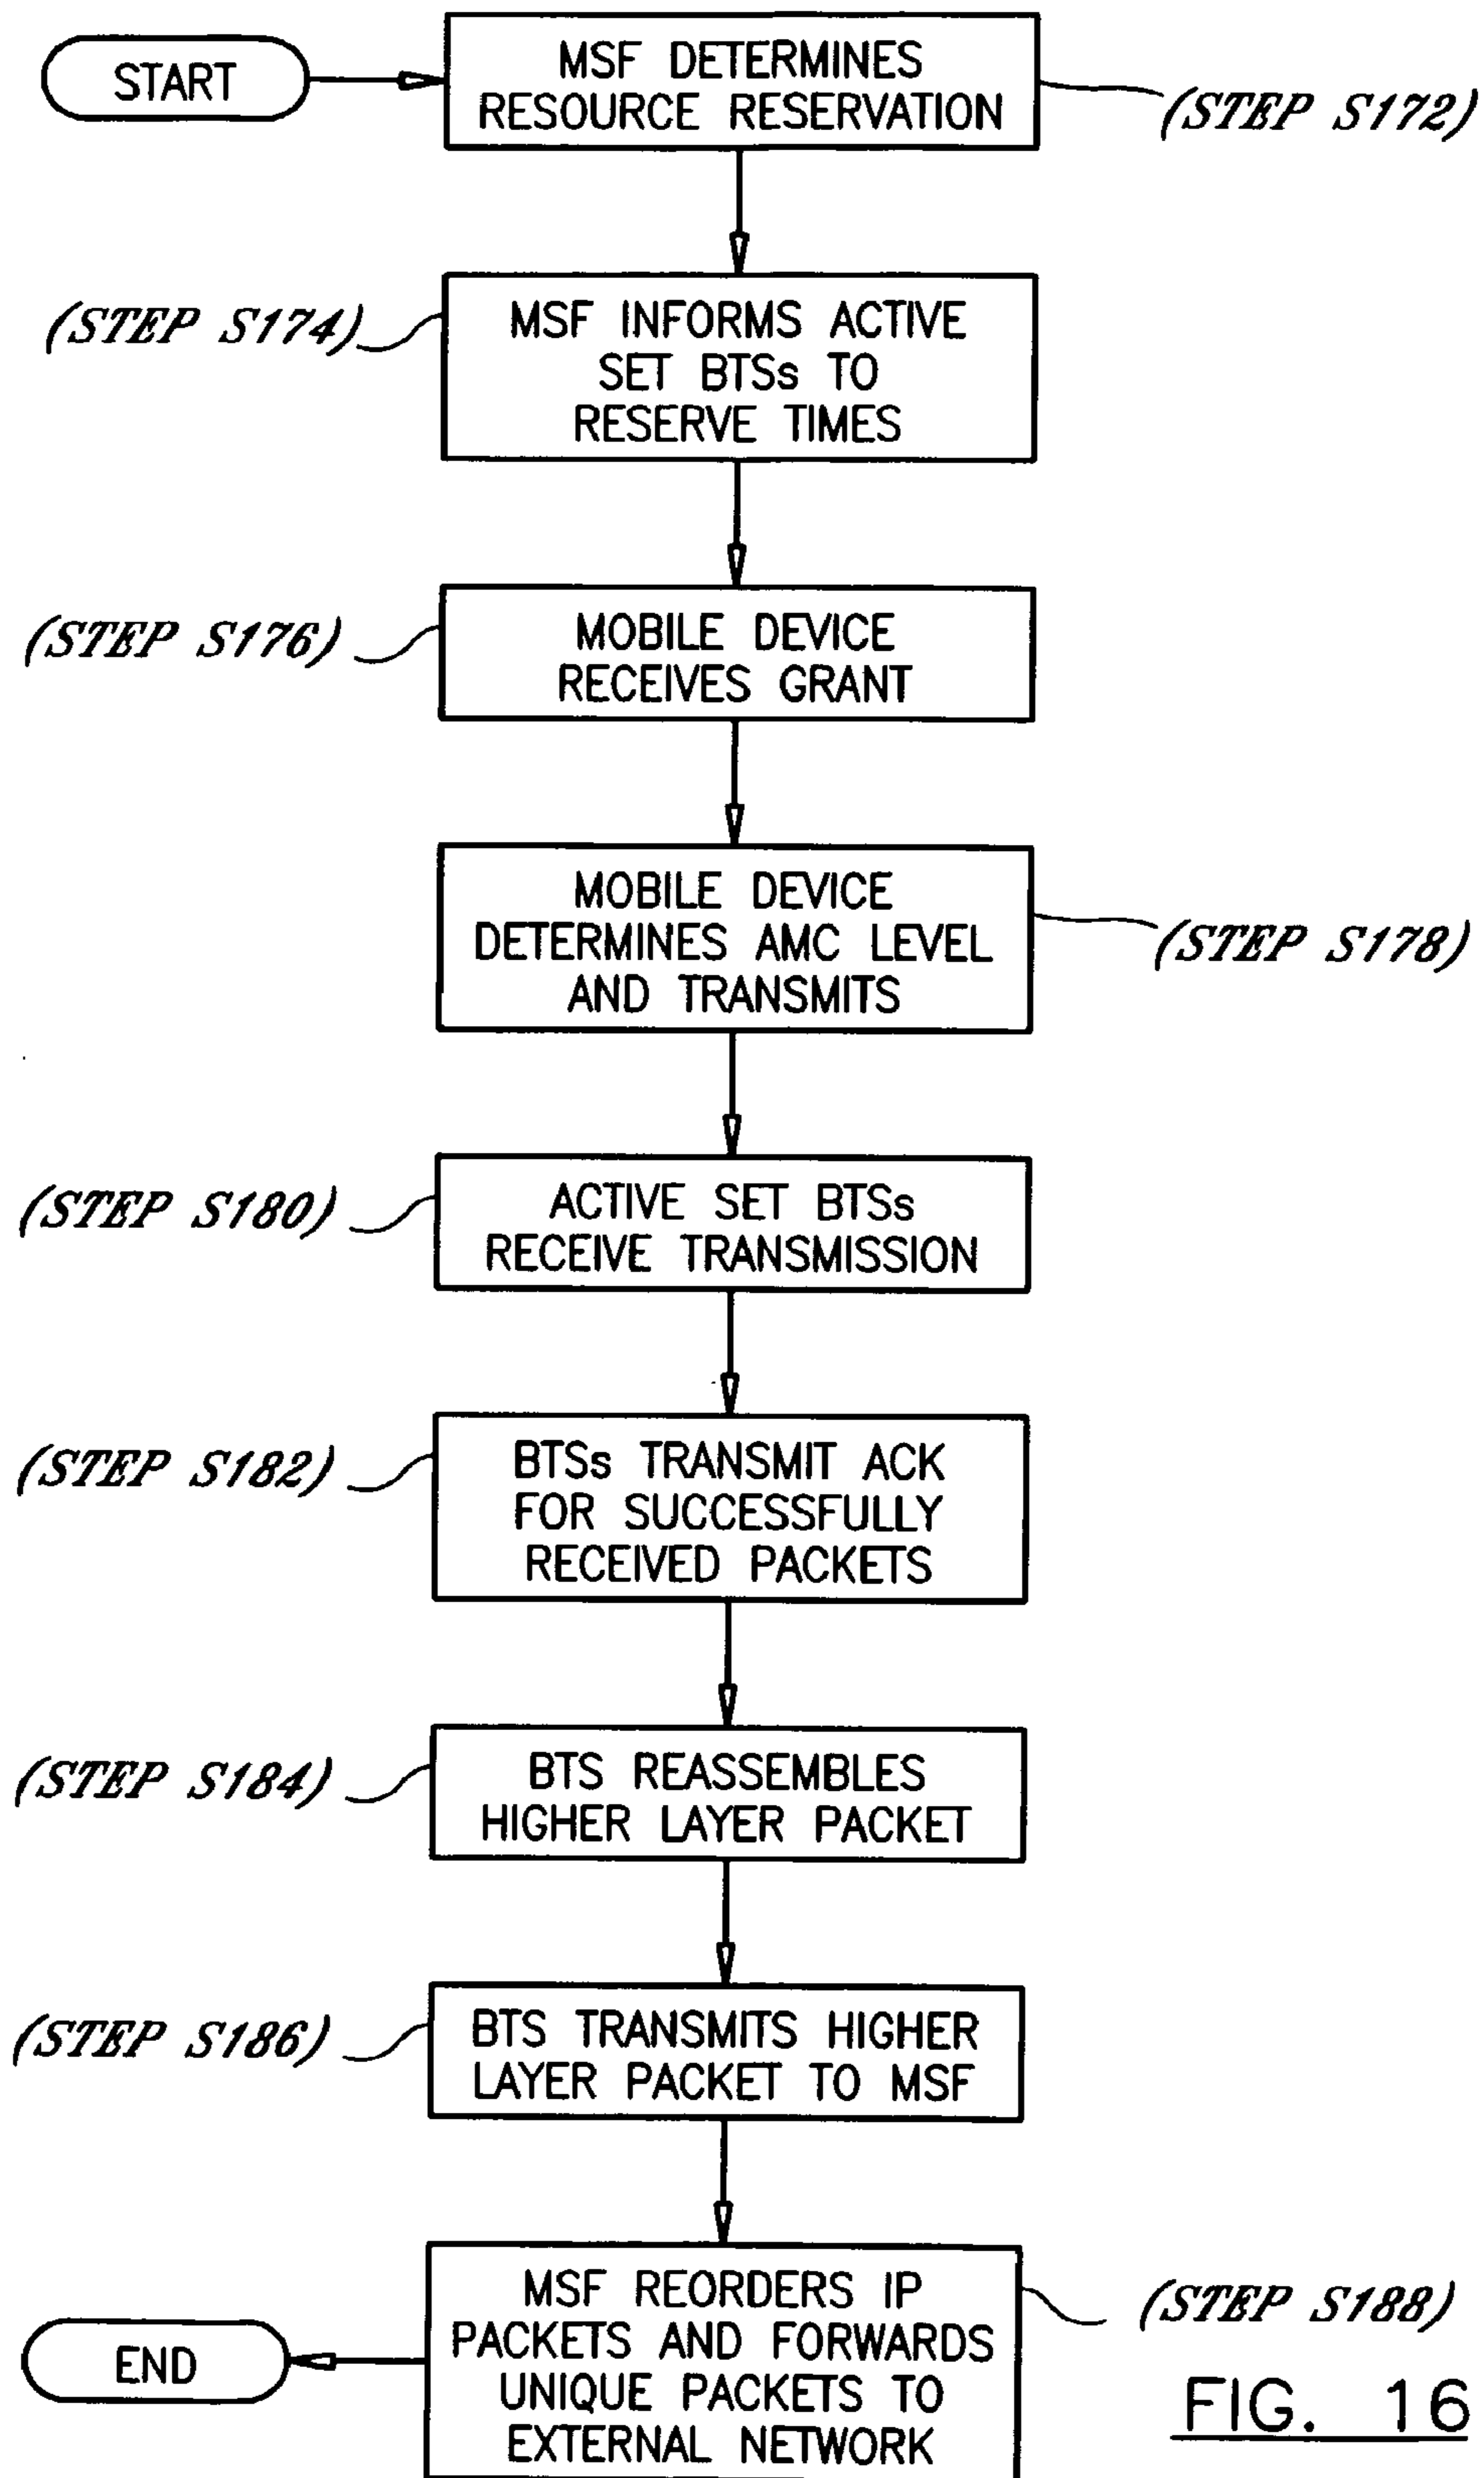 START
MSF DETERMINES
RESOURCE RESERVATION
(STEP S172)
(STEP S174)
MSF INFORMS ACTIVE
SET BTSs TO
RESERVE TIMES
(STEP S176)
MOBILE DEVICE
RECEIVES GRANT
MOBILE DEVICE
DETERMINES AMC LEVEL
AND TRANSMITS
(STEP S178)
(STEP S180)
ACTIVE SET BTSs
RECEIVE TRANSMISSION
(STEP S182)
BTSs TRANSMIT ACK
FOR SUCCESSFULLY
RECEIVED PACKETS
(STEP S184)
BTS REASSEMBLES
HIGHER LAYER PACKET
(STEP S186)
BTS TRANSMITS HIGHER
LAYER PACKET TO MSF
MSF REORDERS IP
PACKETS AND FORWARDS
UNIQUE PACKETS TO
EXTERNAL NETWORK
(STEP S188)
END
FIG. 16